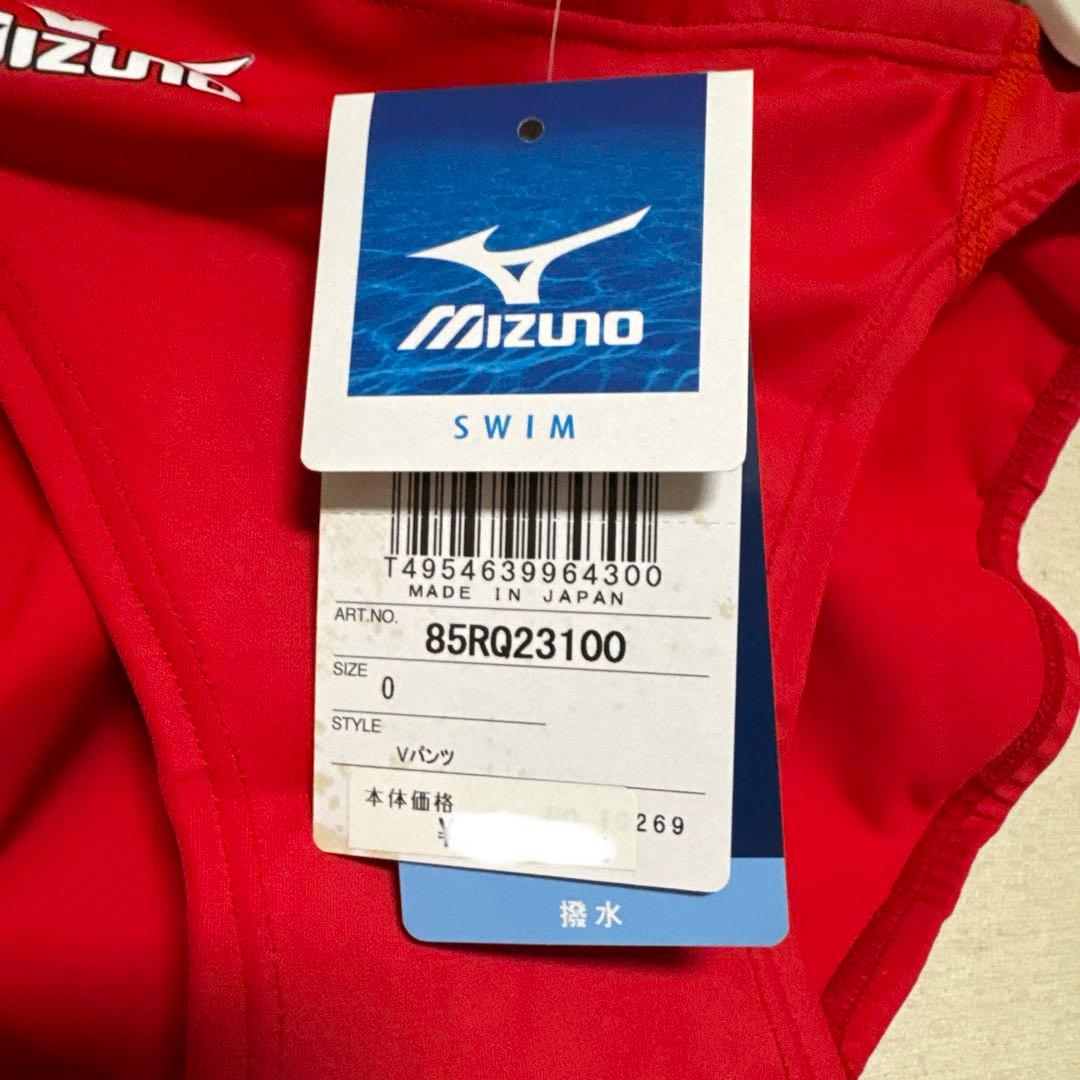 MIZUNO
MIZUNO
SWIM
T4954639964300
MADE IN JAPAN
ART.NO.
85RQ23100
SIZE
0
STYLE
Vパンツ
本体価格
¥
269
撥水